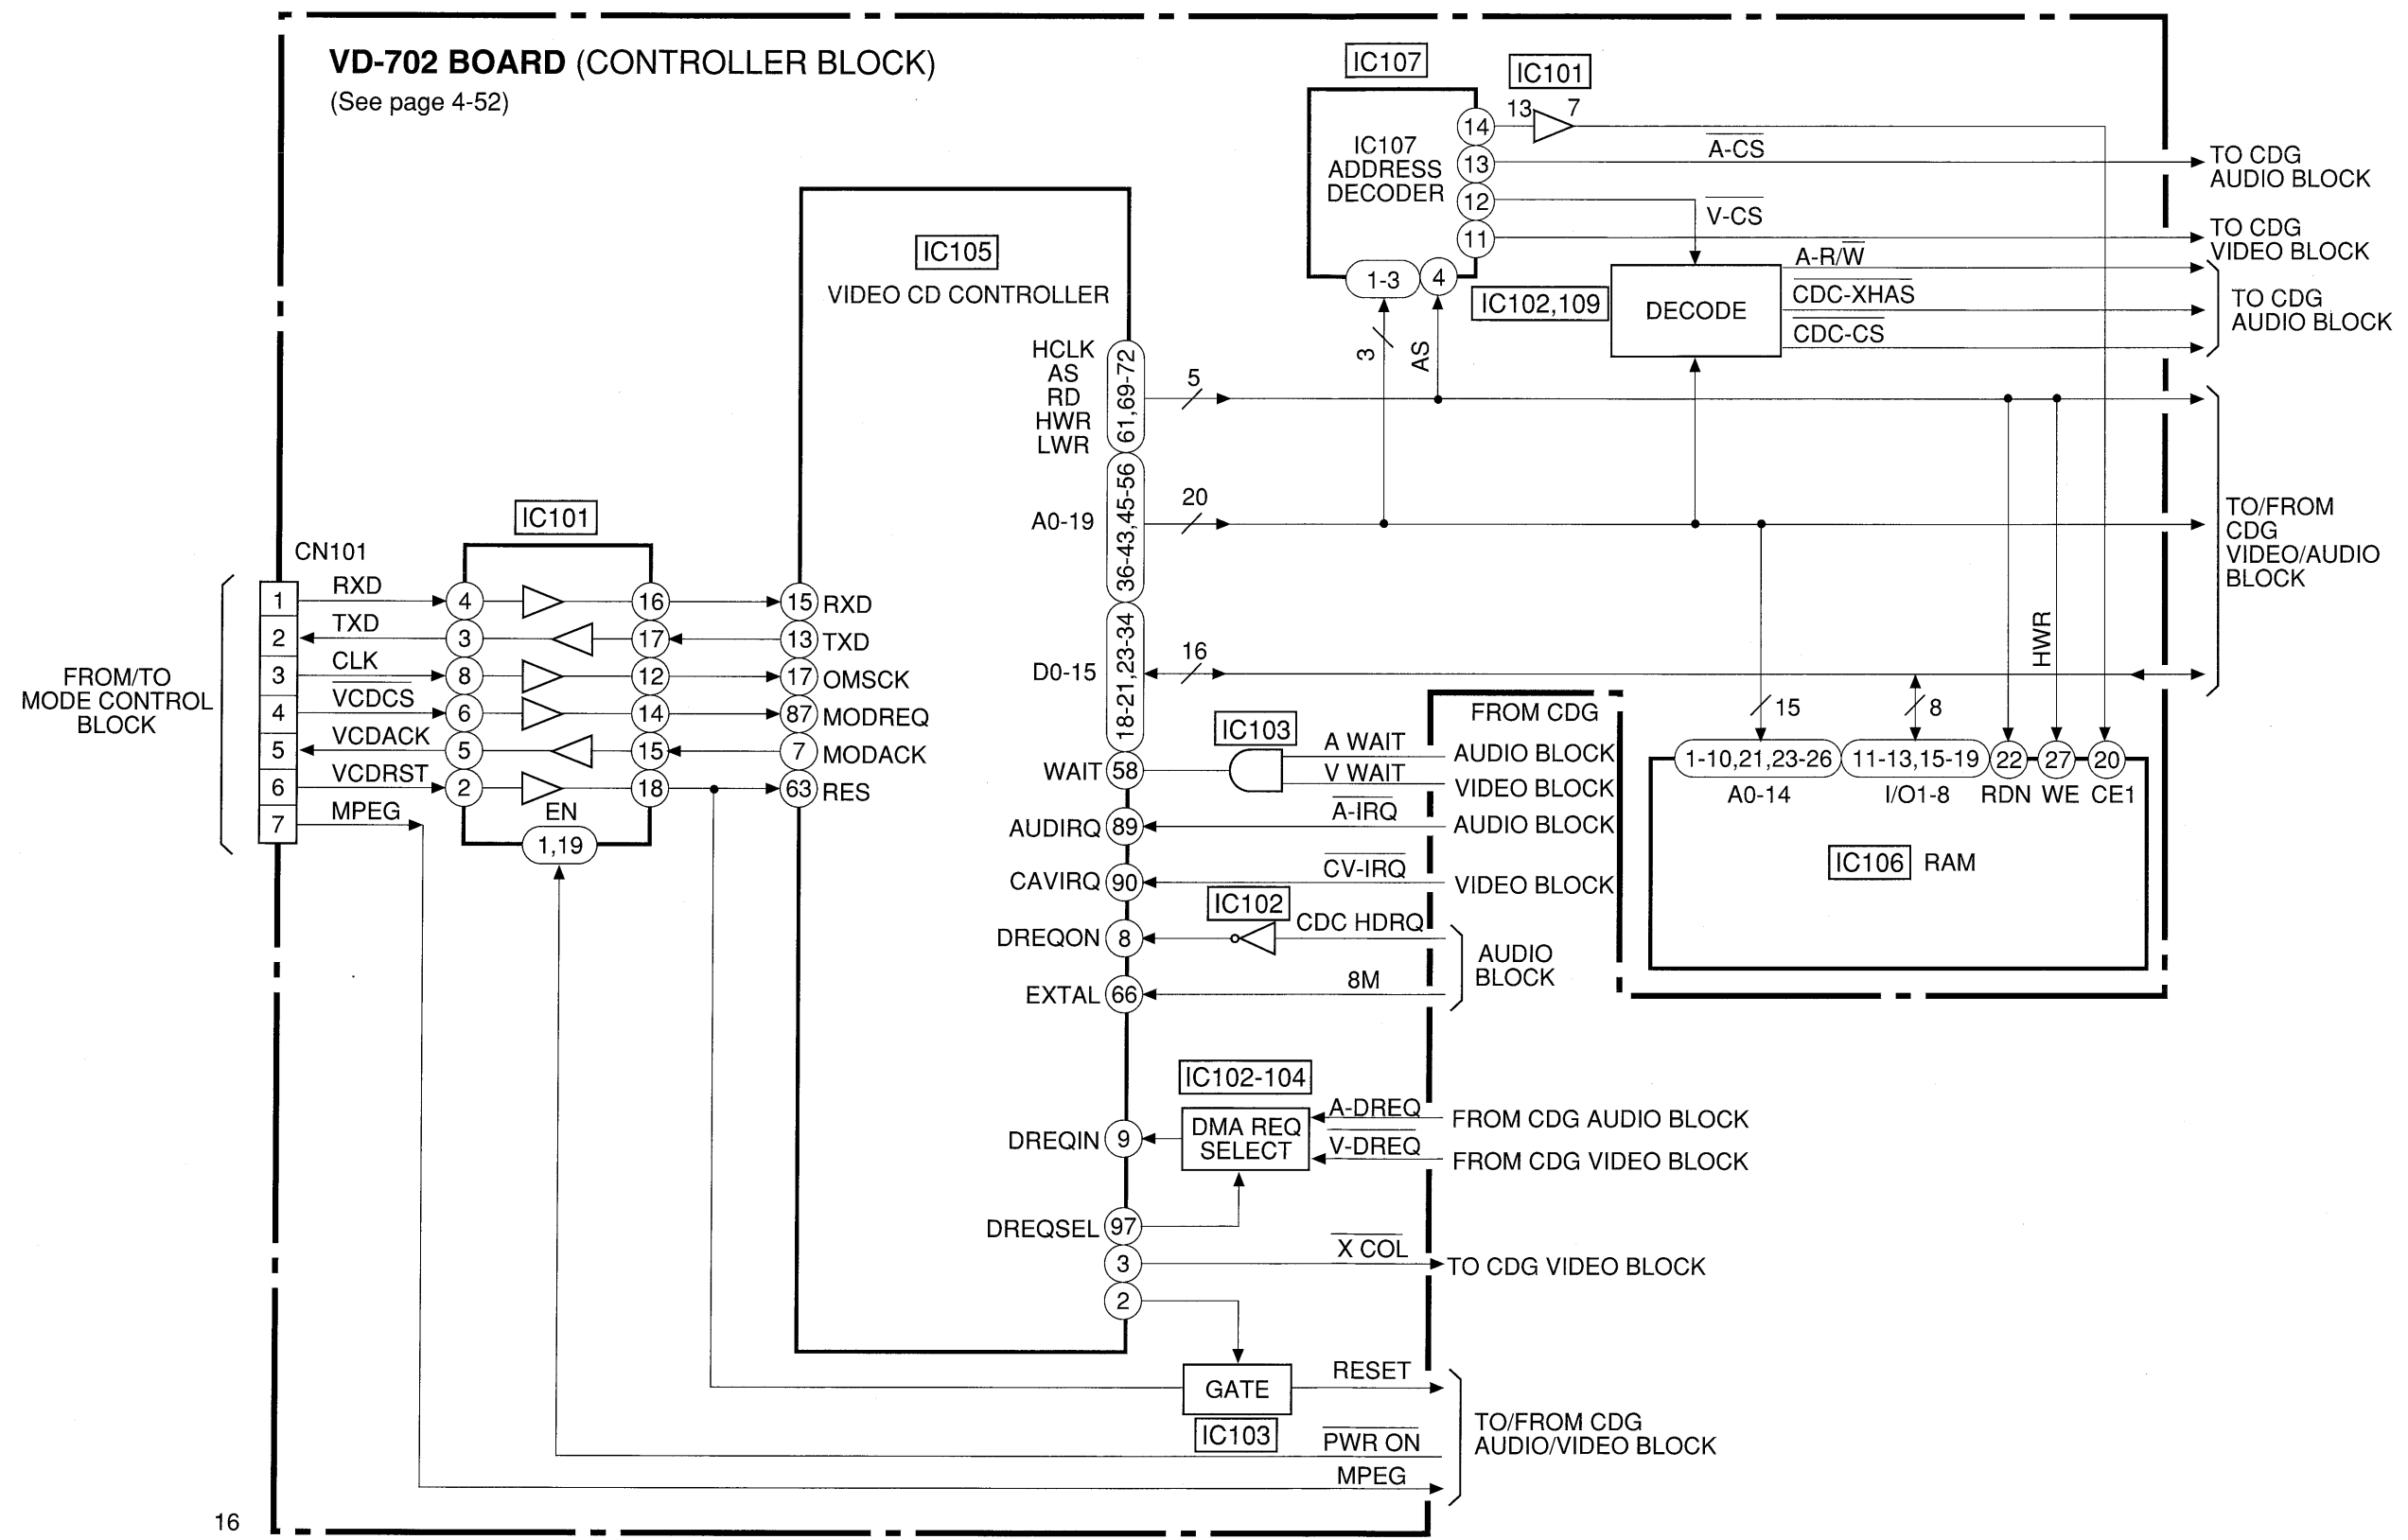 VD-702 BOARD (CONTROLLER BLOCK)
(See page 4-52)
IC107
IC107
ADDRESS
DECODER
14
13
12
11
1-3
4
IC101
13
7
A-CS
V-CS
TO CDG
AUDIO BLOCK
TO CDG
VIDEO BLOCK
IC102,109
DECODE
A-R/W
CDC-XHAS
CDC-CS
TO CDG
AUDIO BLOCK
3
AS
IC105
VIDEO CD CONTROLLER
HCLK
AS
RD
HWR
LWR
61,69-72
5
A0-19
36-43,45-56
20
D0-15
18-21,23-34
16
TO/FROM
CDG
VIDEO/AUDIO
BLOCK
HWR
15
8
FROM/TO
MODE CONTROL
BLOCK
CN101
1
RXD
2
TXD
3
CLK
4
VCDCS
5
VCDACK
6
VCDRST
7
MPEG
IC101
4
16
3
17
8
12
6
14
5
15
2
18
EN
1,19
15
RXD
13
TXD
17
OMSCK
87
MODREQ
7
MODACK
63
RES
WAIT
58
IC103
A WAIT
V WAIT
FROM CDG
AUDIO BLOCK
VIDEO BLOCK
AUDIRQ
89
A-IRQ
AUDIO BLOCK
CAVIRQ
90
CV-IRQ
VIDEO BLOCK
IC102
DREQON
8
CDC HDRQ
EXTAL
66
8M
AUDIO
BLOCK
1-10,21,23-26
11-13,15-19
22
27
20
A0-14
I/O1-8
RDN
WE
CE1
IC106
RAM
IC102-104
DREQIN
9
DMA REQ
SELECT
A-DREQ
FROM CDG AUDIO BLOCK
V-DREQ
FROM CDG VIDEO BLOCK
DREQSEL
97
3
X COL
TO CDG VIDEO BLOCK
2
GATE
IC103
RESET
PWR ON
MPEG
TO/FROM CDG
AUDIO/VIDEO BLOCK
16